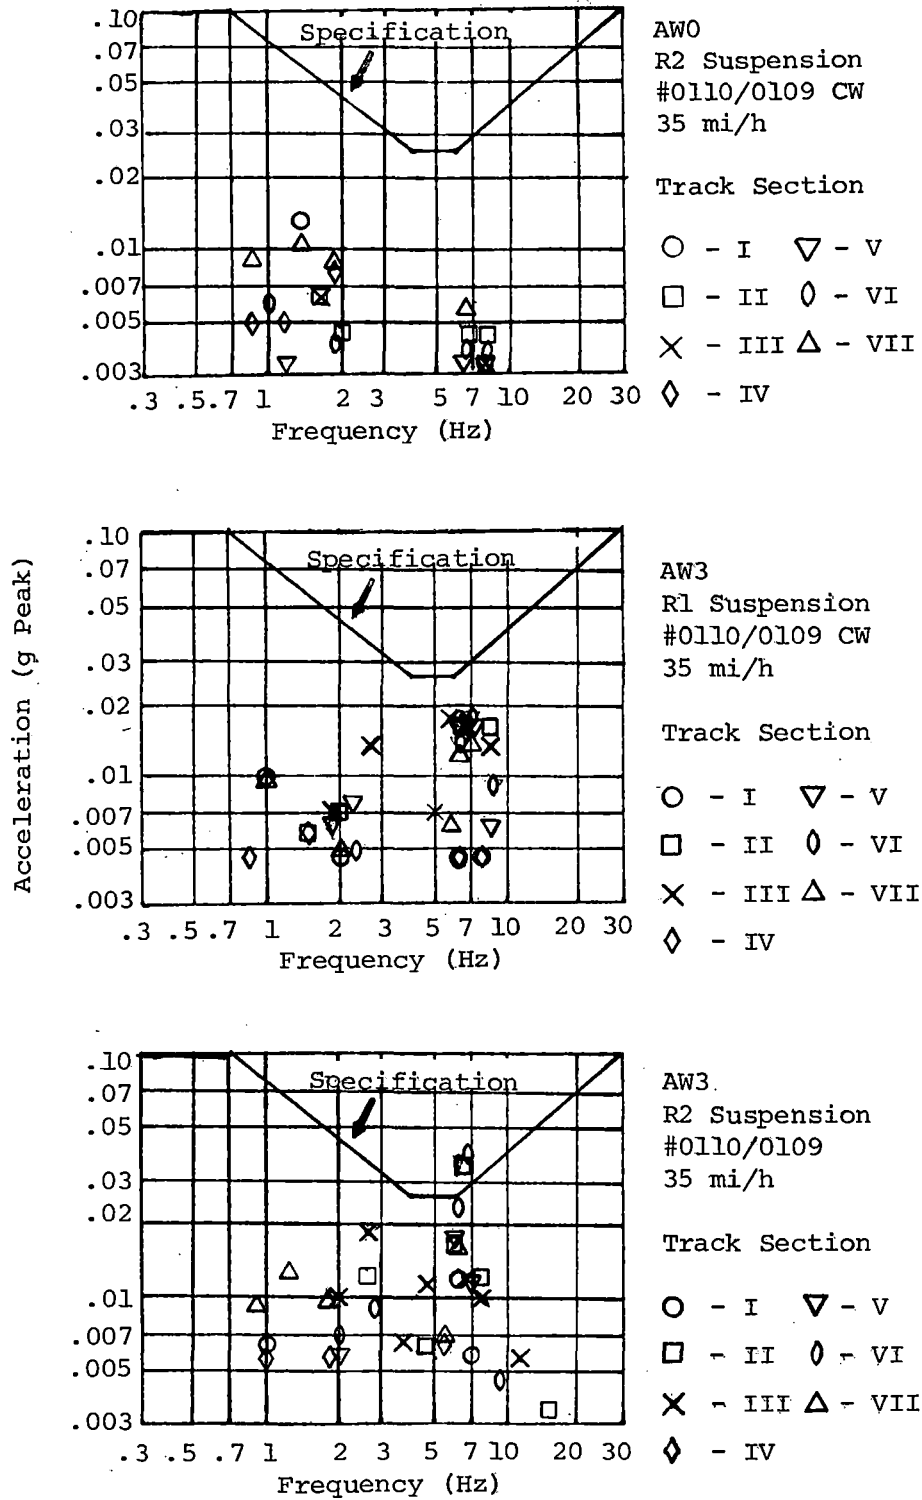 .10
.07
.05
.03
.02
.01
.007
.005
.003
Specification
.3 .5 .7 1 2 3 5 7 10 20 30
Frequency (Hz)
AW0
R2 Suspension
#0110/0109 CW
35 mi/h
Track Section
- I - V
- II - VI
- III - VII
- IV
Acceleration (g Peak)
.10
.07
.05
.03
.02
.01
.007
.005
.003
Specification
.3 .5 .7 1 2 3 5 7 10 20 30
Frequency (Hz)
AW3
R1 Suspension
#0110/0109 CW
35 mi/h
Track Section
- I - V
- II - VI
- III - VII
- IV
.10
.07
.05
.03
.02
.01
.007
.005
.003
Specification
.3 .5 .7 1 2 3 5 7 10 20 30
Frequency (Hz)
AW3
R2 Suspension
#0110/0109
35 mi/h
Track Section
- I - V
- II - VI
- III - VII
- IV